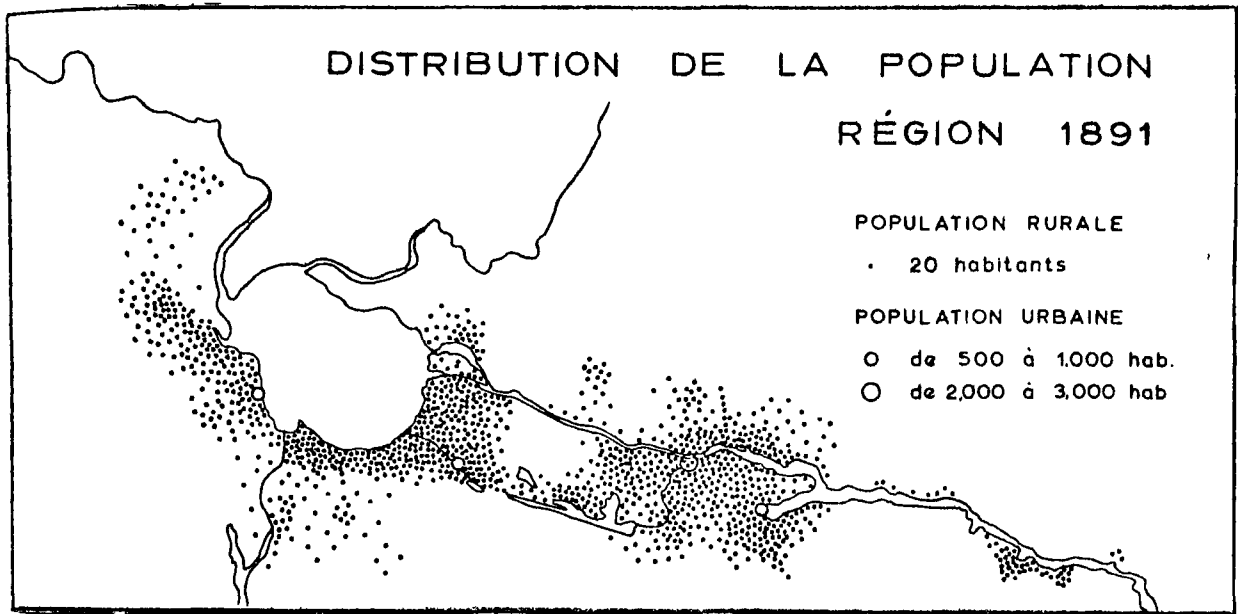 DISTRIBUTION DE LA POPULATION
RÉGION 1891
POPULATION RURALE
20 habitants
POPULATION URBAINE
de 500 à 1.000 hab.
de 2,000 à 3,000 hab